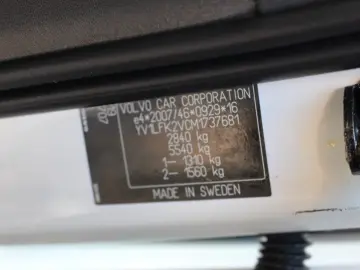 VOLVO CAR CORPORATION
e4*2007/46*0929*16
YV1LFK2VCM1737681
2840 kg
5540 kg
1– 1310 kg
2– 1560 kg
MADE IN SWEDEN